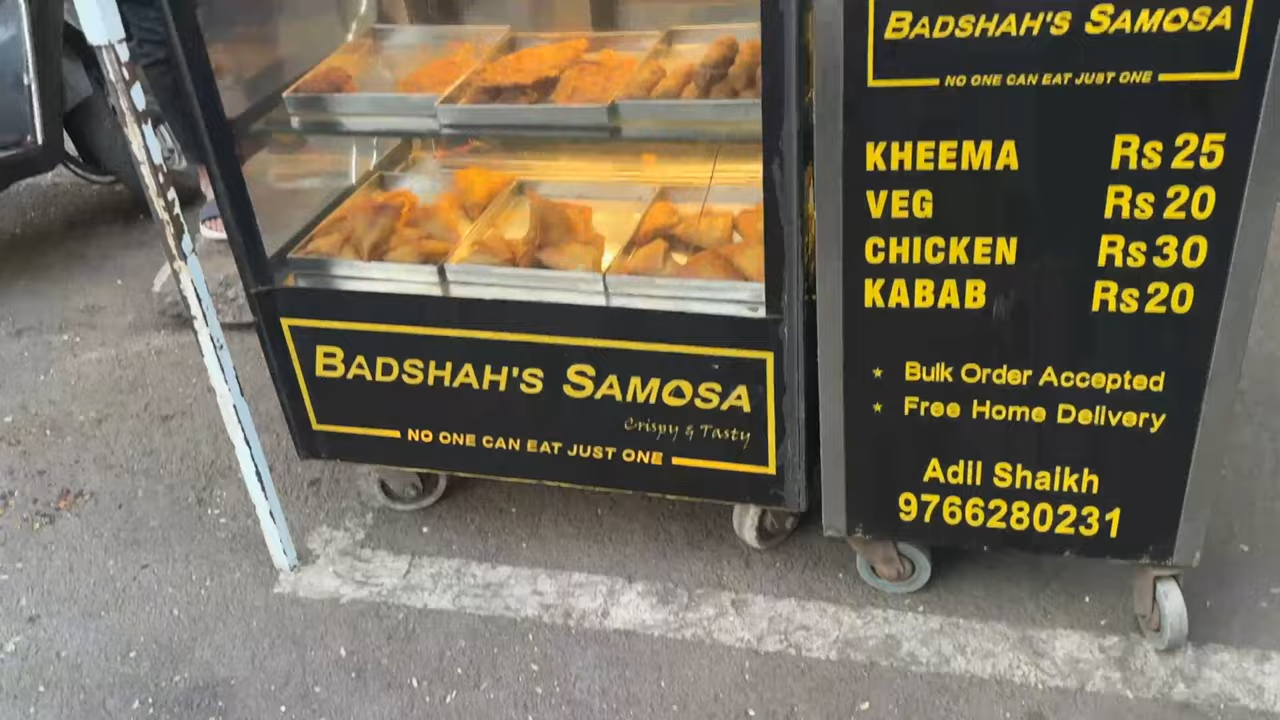 BADSHAH'S SAMOSA
NO ONE CAN EAT JUST ONE
KHEEMA Rs 25
VEG Rs 20
CHICKEN Rs 30
KABAB Rs 20
★ Bulk Order Accepted
★ Free Home Delivery
Adil Shaikh
9766280231
BADSHAH'S SAMOSA
Crispy & Tasty
NO ONE CAN EAT JUST ONE